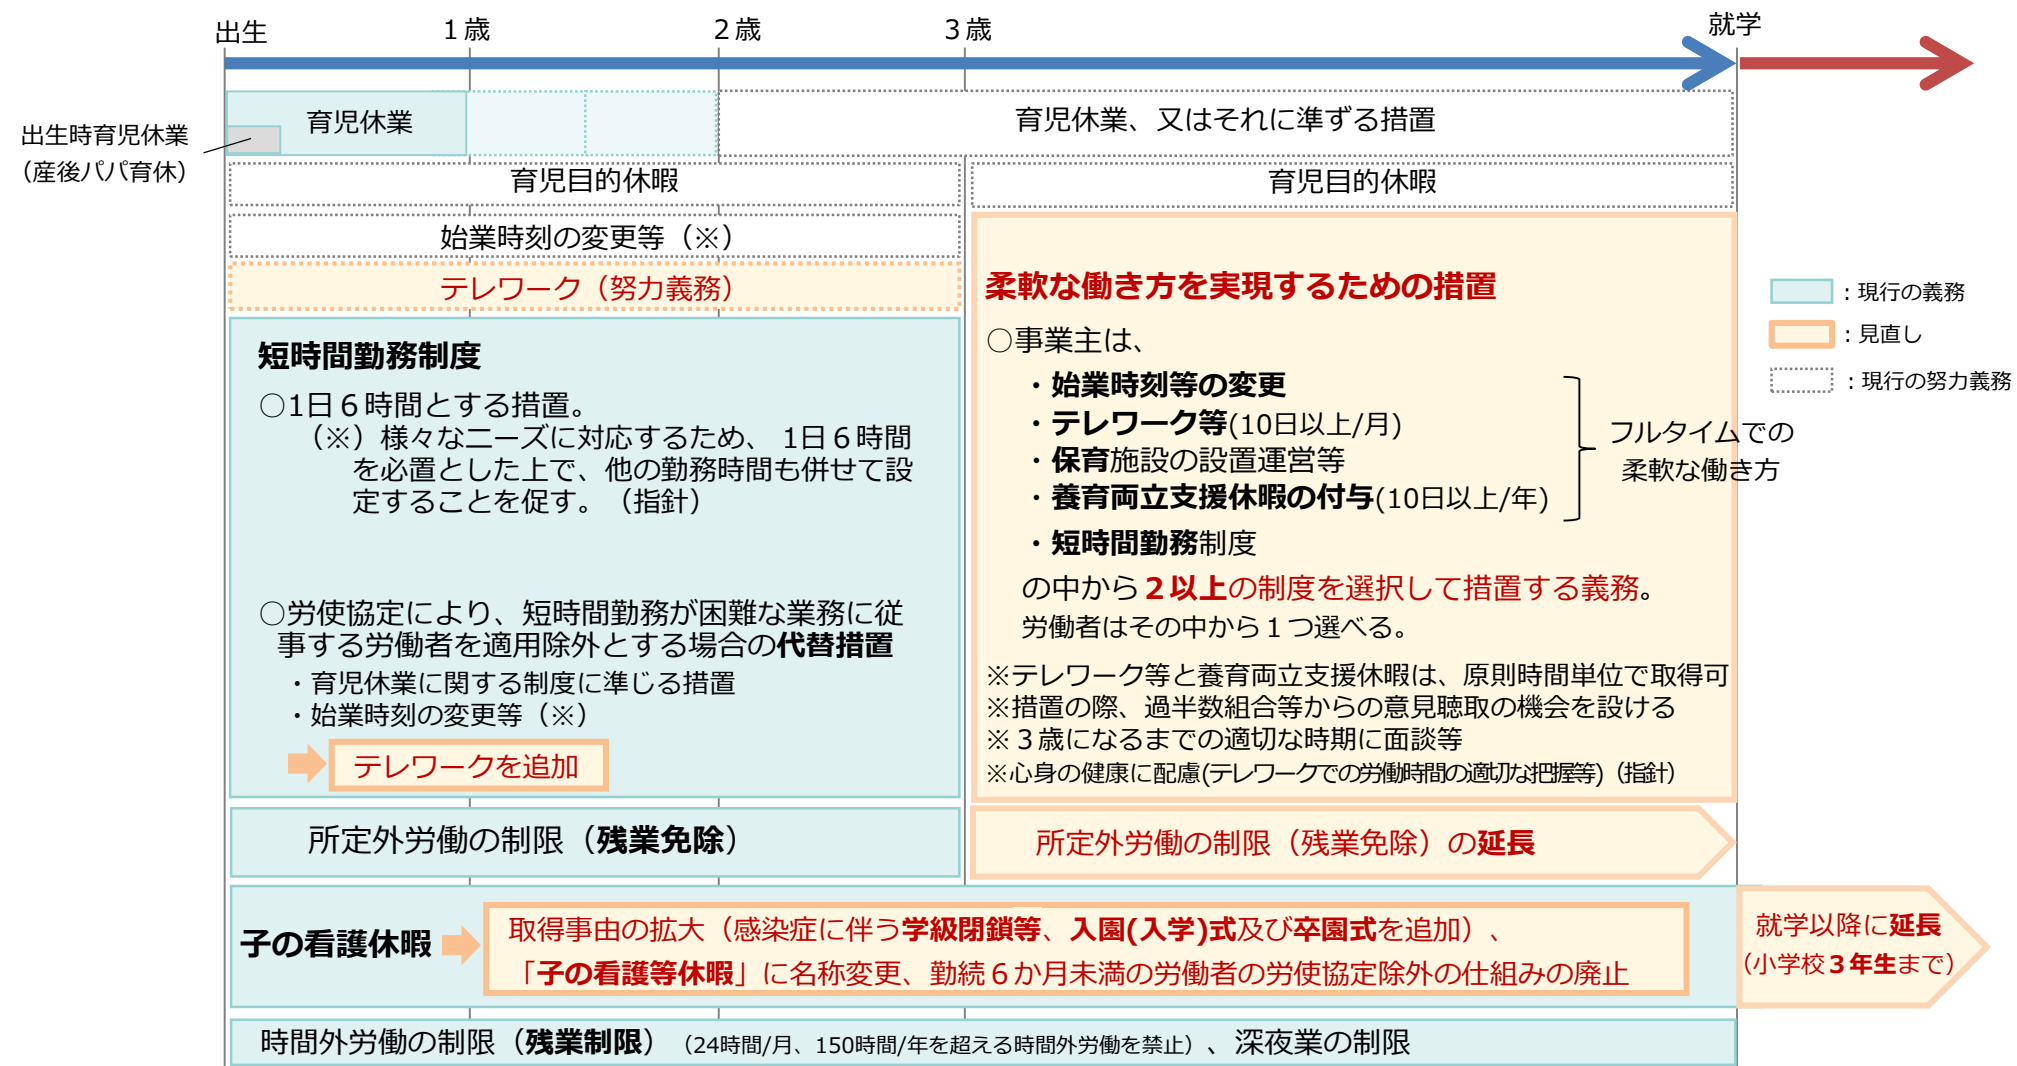 出生
１歳
２歳
３歳
就学
育児休業
育児休業、又はそれに準ずる措置
出生時育児休業
（産後パパ育休）
育児目的休暇
育児目的休暇
始業時刻の変更等（※）
テレワーク（努力義務）
短時間勤務制度
○1日６時間とする措置。
（※）様々なニーズに対応するため、 1日６時間
を必置とした上で、他の勤務時間も併せて設
定することを促す。（指針）
○労使協定により、短時間勤務が困難な業務に従
事する労働者を適用除外とする場合の代替措置
・育児休業に関する制度に準じる措置
・始業時刻の変更等（※）
テレワークを追加
柔軟な働き方を実現するための措置
○事業主は、
・始業時刻等の変更
・テレワーク等(10日以上/月)
・保育施設の設置運営等
・養育両立支援休暇の付与(10日以上/年)
・短時間勤務制度
フルタイムでの
柔軟な働き方
の中から２以上の制度を選択して措置する義務。
労働者はその中から１つ選べる。
※テレワーク等と養育両立支援休暇は、原則時間単位で取得可
※措置の際、過半数組合等からの意見聴取の機会を設ける
※３歳になるまでの適切な時期に面談等
※心身の健康に配慮(テレワークでの労働時間の適切な把握等)（指針）
：現行の義務
：見直し
：現行の努力義務
所定外労働の制限（残業免除）
所定外労働の制限（残業免除）の延長
子の看護休暇
取得事由の拡大（感染症に伴う学級閉鎖等、入園(入学)式及び卒園式を追加）、
「子の看護等休暇」に名称変更、勤続６か月未満の労働者の労使協定除外の仕組みの廃止
就学以降に延長
（小学校３年生まで）
時間外労働の制限（残業制限）（24時間/月、150時間/年を超える時間外労働を禁止）、深夜業の制限